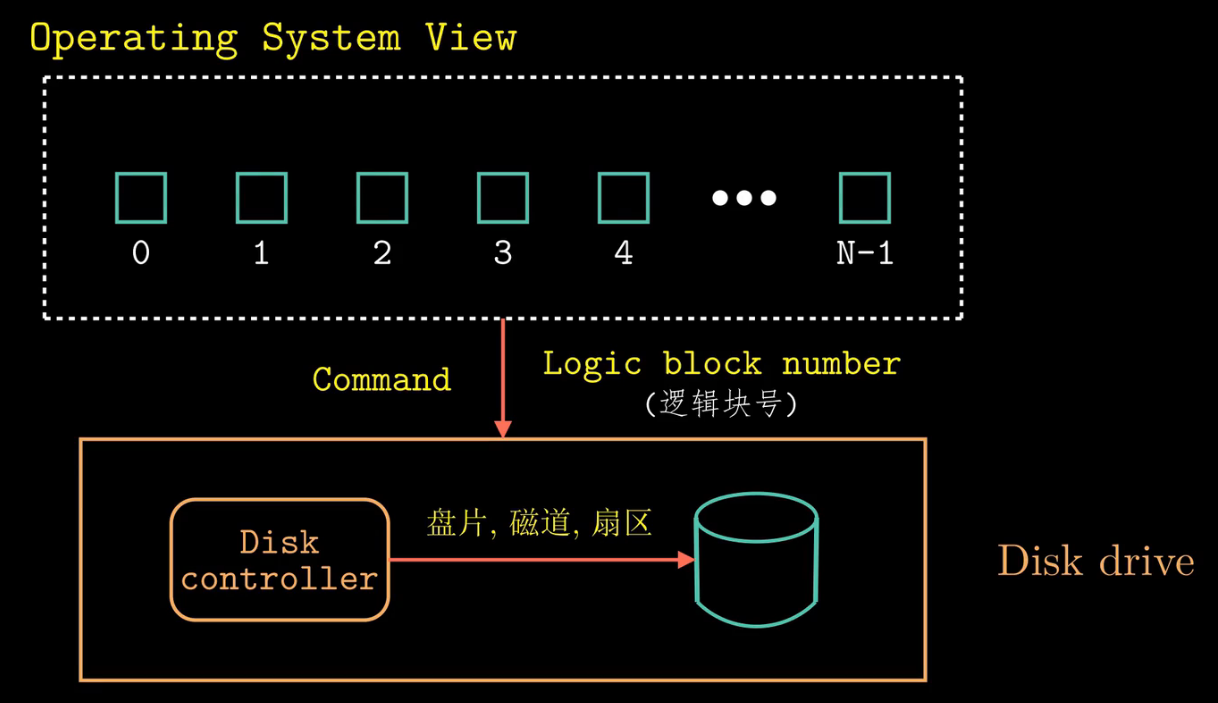 Operating System View
0 1 2 3 4 ••• N-1
Command
Logic block number
(逻辑块号)
Disk
controller
盘片, 磁道, 扇区
Disk drive